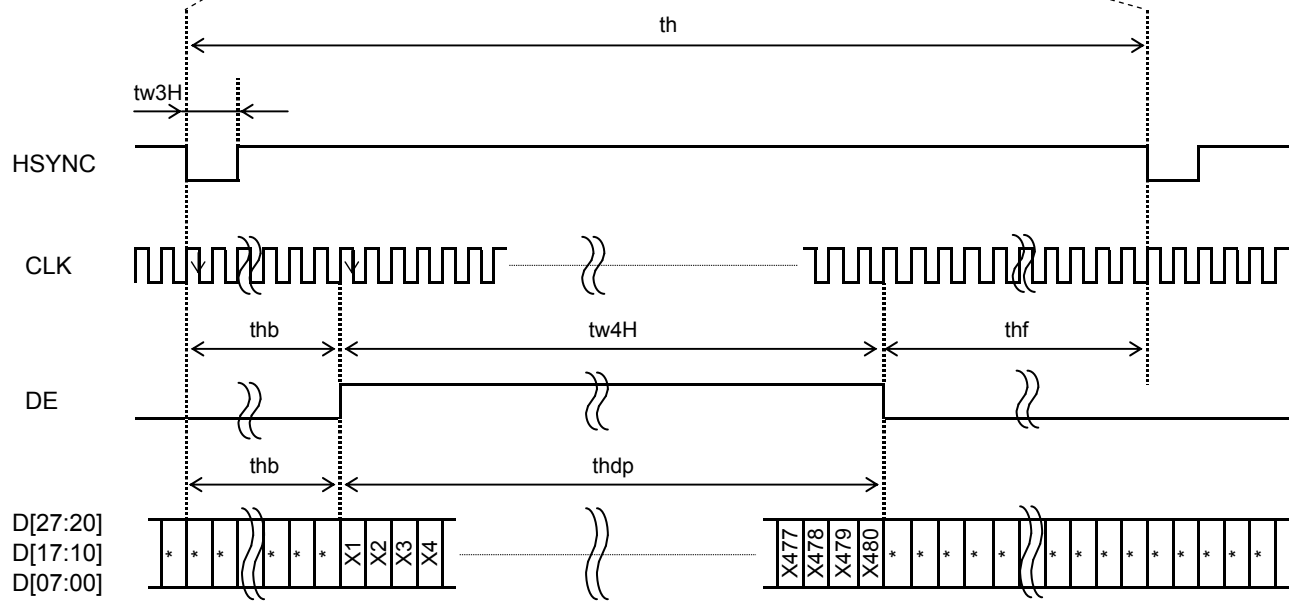 th
tw3H
HSYNC
CLK
thb tw4H thf
DE
thb thdp
D[27:20]
D[17:10] * * * * * * X1 X2 X3 X4 X477 X478 X479 X480 * * * * * * * * * * * * * *
D[07:00]